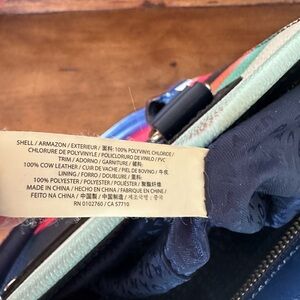 SHELL / ARMAZON / EXTERIEUR / 面料: 100% POLYVINYL CHLORIDE /
CHLORURE DE POLYVINYLE / POLICLORURO DE VINILO / PVC
TRIM / ADORNO / GARNITURE / 面料:
100% COW LEATHER / CUIR DE VACHE / PIEL DE BOVINO / 牛皮
LINING / FORRO / DOUBLURE / 里料:
100% POLYESTER / POLYESTER / POLIÉSTER / 聚酯纤维
MADE IN CHINA / HECHO EN CHINA / FABRIQUÉ EN CHINE /
FEITO NA CHINA / 中国 制造 / 제조국 : 중국
RN 0102760 / CA 57710